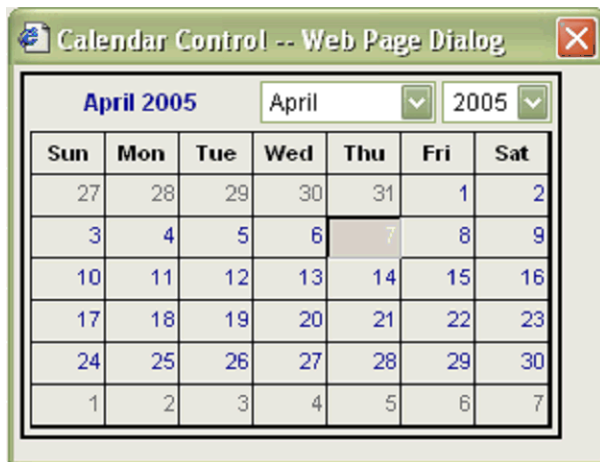 Calendar Control -- Web Page Dialog
April 2005 April 2005
Sun Mon Tue Wed Thu Fri Sat
27 28 29 30 31 1 2
3 4 5 6 7 8 9
10 11 12 13 14 15 16
17 18 19 20 21 22 23
24 25 26 27 28 29 30
1 2 3 4 5 6 7